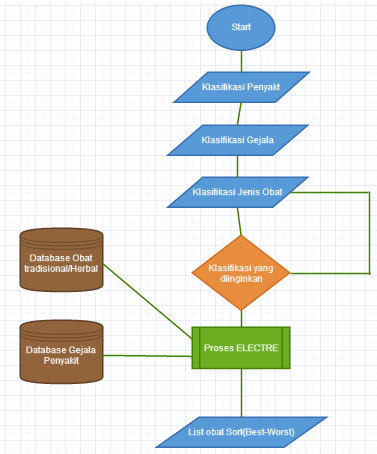 Start
Klasifikasi Penyakt
Klasifikasi Gejala
Klasifikasi Jenis Obat
Klasifikasi yang
diinginkan
Database Obat
tradisional/Herbal
Database Gejala
Penyakit
Proses ELECTRE
List obat Sort(Best-Worst)